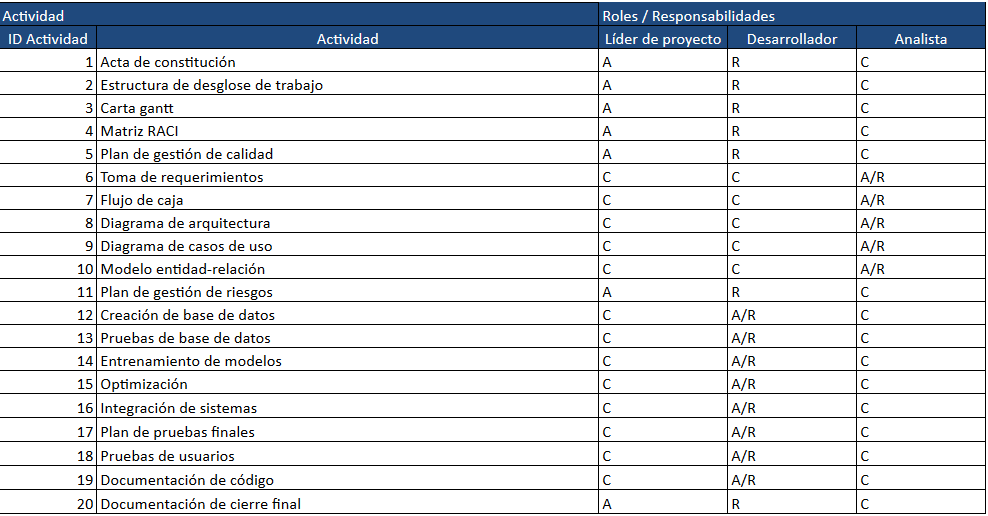 Actividad Roles / Responsabilidades
ID Actividad Actividad Líder de proyecto Desarrollador Analista
1 Acta de constitución A R C
2 Estructura de desglose de trabajo A R C
3 Carta gantt A R C
4 Matriz RACI A R C
5 Plan de gestión de calidad A R C
6 Toma de requerimientos C C A/R
7 Flujo de caja C C A/R
8 Diagrama de arquitectura C C A/R
9 Diagrama de casos de uso C C A/R
10 Modelo entidad-relación C C A/R
11 Plan de gestión de riesgos A R C
12 Creación de base de datos C A/R C
13 Pruebas de base de datos C A/R C
14 Entrenamiento de modelos C A/R C
15 Optimización C A/R C
16 Integración de sistemas C A/R C
17 Plan de pruebas finales C A/R C
18 Pruebas de usuarios C A/R C
19 Documentación de código C A/R C
20 Documentación de cierre final A R C